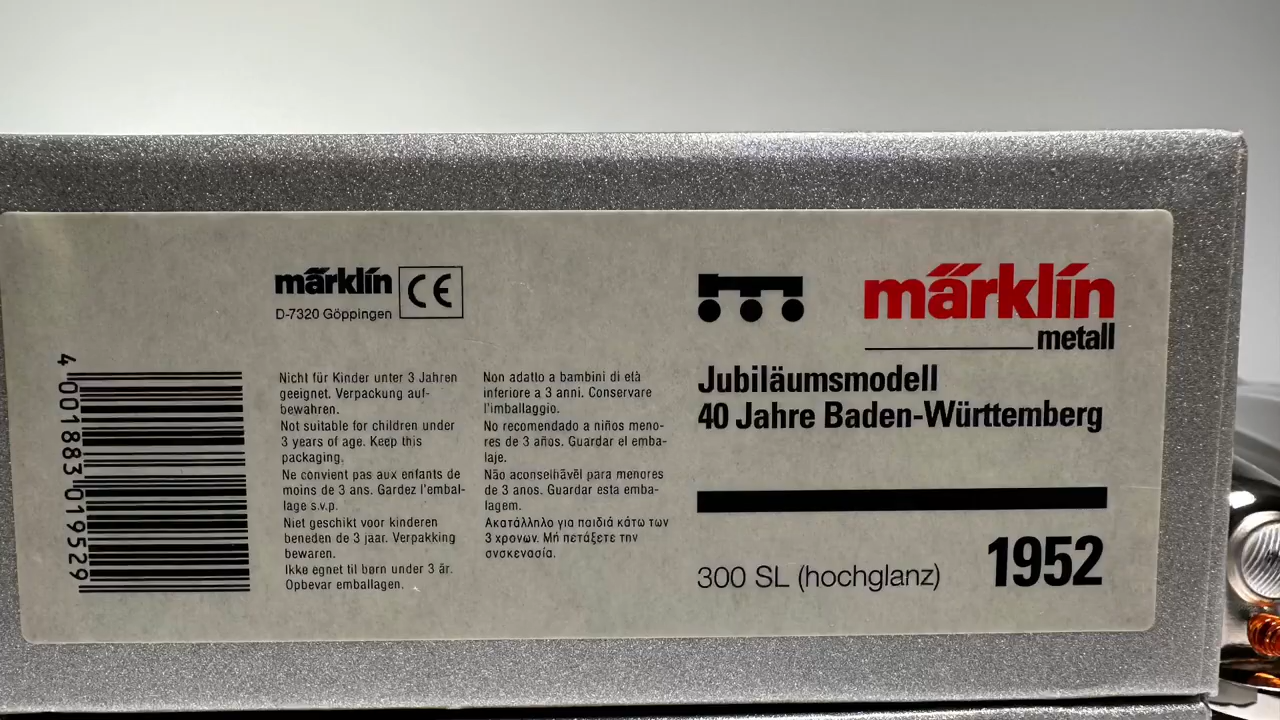 märklín
CE
D-7320 Göppingen
4 001883 019529
Nicht für Kinder unter 3 Jahren
geeignet. Verpackung auf-
bewahren.
Not suitable for children under
3 years of age. Keep this
packaging.
Ne convient pas aux enfants de
moins de 3 ans. Gardez l'embal-
lage s.v.p.
Niet geschikt voor kinderen
beneden de 3 jaar. Verpakking
bewaren.
Ikke egnet til børn under 3 år.
Opbevar emballagen.
Non adatto a bambini di età
inferiore a 3 anni. Conservare
l'imballaggio.
No recomendado a niños meno-
res de 3 años. Guardar el emba-
laje.
Não aconselhável para menores
de 3 anos. Guardar esta emba-
lagem.
Ακατάλληλο για παιδιά κάτω των
3 χρονων. Μή πετάξετε την
συσκευασία.
märklín
metall
Jubiläumsmodell
40 Jahre Baden-Württemberg
300 SL (hochglanz)
1952